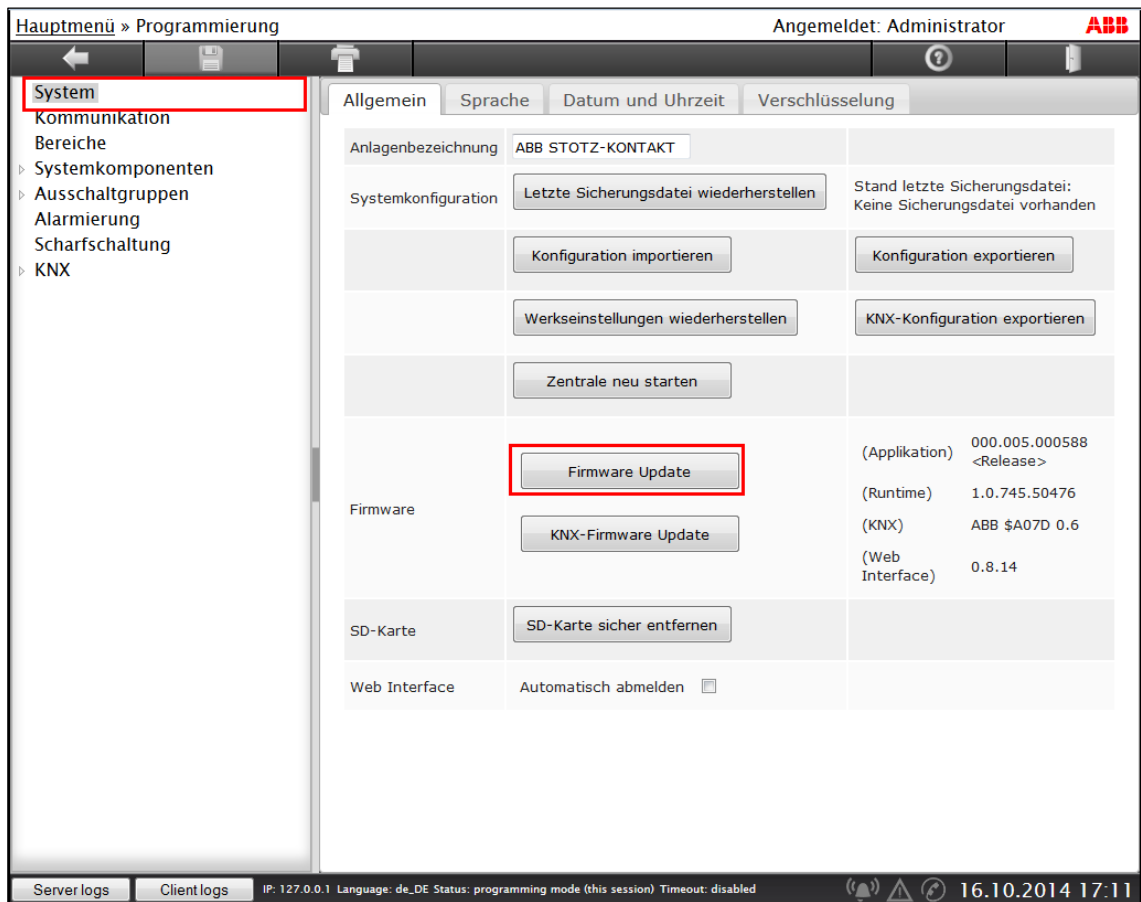 Hauptmenü » Programmierung
Angemeldet: Administrator
ABB
System
Kommunikation
Bereiche
Systemkomponenten
Ausschaltgruppen
Alarmierung
Scharfschaltung
KNX
Allgemein
Sprache
Datum und Uhrzeit
Verschlüsselung
Anlagenbezeichnung
ABB STOTZ-KONTAKT
Systemkonfiguration
Letzte Sicherungsdatei wiederherstellen
Stand letzte Sicherungsdatei:
Keine Sicherungsdatei vorhanden
Konfiguration importieren
Konfiguration exportieren
Werkseinstellungen wiederherstellen
KNX-Konfiguration exportieren
Zentrale neu starten
Firmware
Firmware Update
KNX-Firmware Update
(Applikation)
000.005.000588
<Release>
(Runtime)
1.0.745.50476
(KNX)
ABB $A07D 0.6
(Web
Interface)
0.8.14
SD-Karte
SD-Karte sicher entfernen
Web Interface
Automatisch abmelden
Server logs
Client logs
IP: 127.0.0.1 Language: de_DE Status: programming mode (this session) Timeout: disabled
16.10.2014 17:11